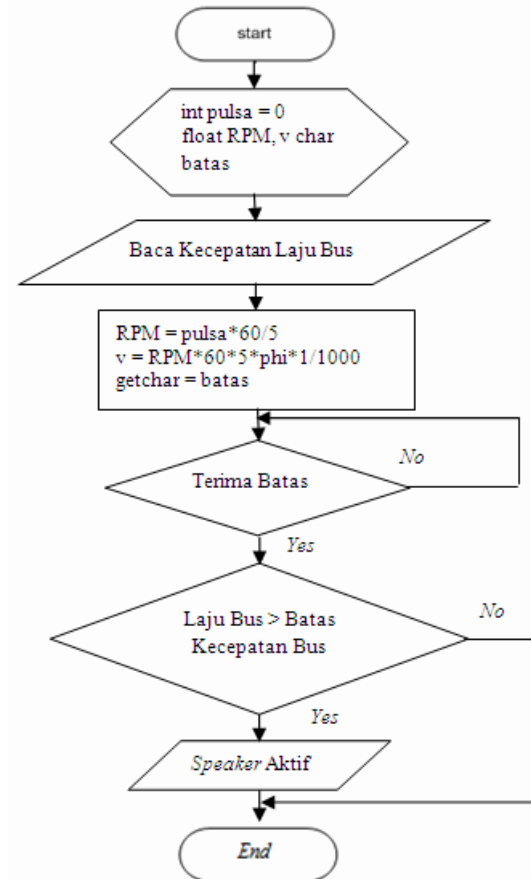 start
int pulsa = 0
float RPM, v char
batas
Baca Kecepatan Laju Bus
RPM = pulsa*60/5
v = RPM*60*5*phi*1/1000
getchar = batas
No
Terima Batas
Yes
Laju Bus > Batas
Kecepatan Bus
No
Yes
Speaker Aktif
End